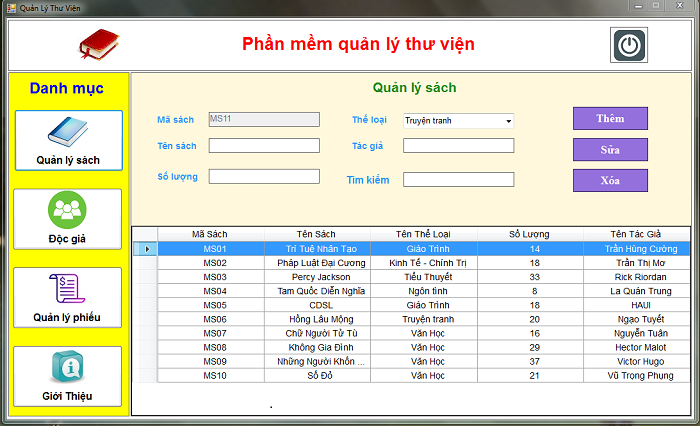 Quản Lý Thư Viện
Phần mềm quản lý thư viện
Danh mục
Quản lý sách
Độc giả
Quản lý phiếu
Giới Thiệu
Quản lý sách
Mã sách MS11 Thể loại Truyện tranh Thêm
Tên sách Tác giả Sửa
Số lượng Tìm kiếm Xóa
Mã Sách Tên Sách Tên Thể Loại Số Lượng Tên Tác Giả
MS01 Trí Tuệ Nhân Tạo Giáo Trình 14 Trần Hùng Cường
MS02 Pháp Luật Đại Cương Kinh Tế - Chính Trị 18 Trần Thị Mơ
MS03 Percy Jackson Tiểu Thuyết 33 Rick Riordan
MS04 Tam Quốc Diễn Nghĩa Ngôn tình 8 La Quán Trung
MS05 CDSL Giáo Trình 18 HAUI
MS06 Hồng Lâu Mộng Truyện tranh 20 Ngạo Tuyết
MS07 Chữ Người Tử Tù Văn Học 16 Nguyễn Tuân
MS08 Không Gia Đình Văn Học 29 Hector Malot
MS09 Những Người Khốn ... Văn Học 37 Victor Hugo
MS10 Số Đỏ Văn Học 21 Vũ Trọng Phụng